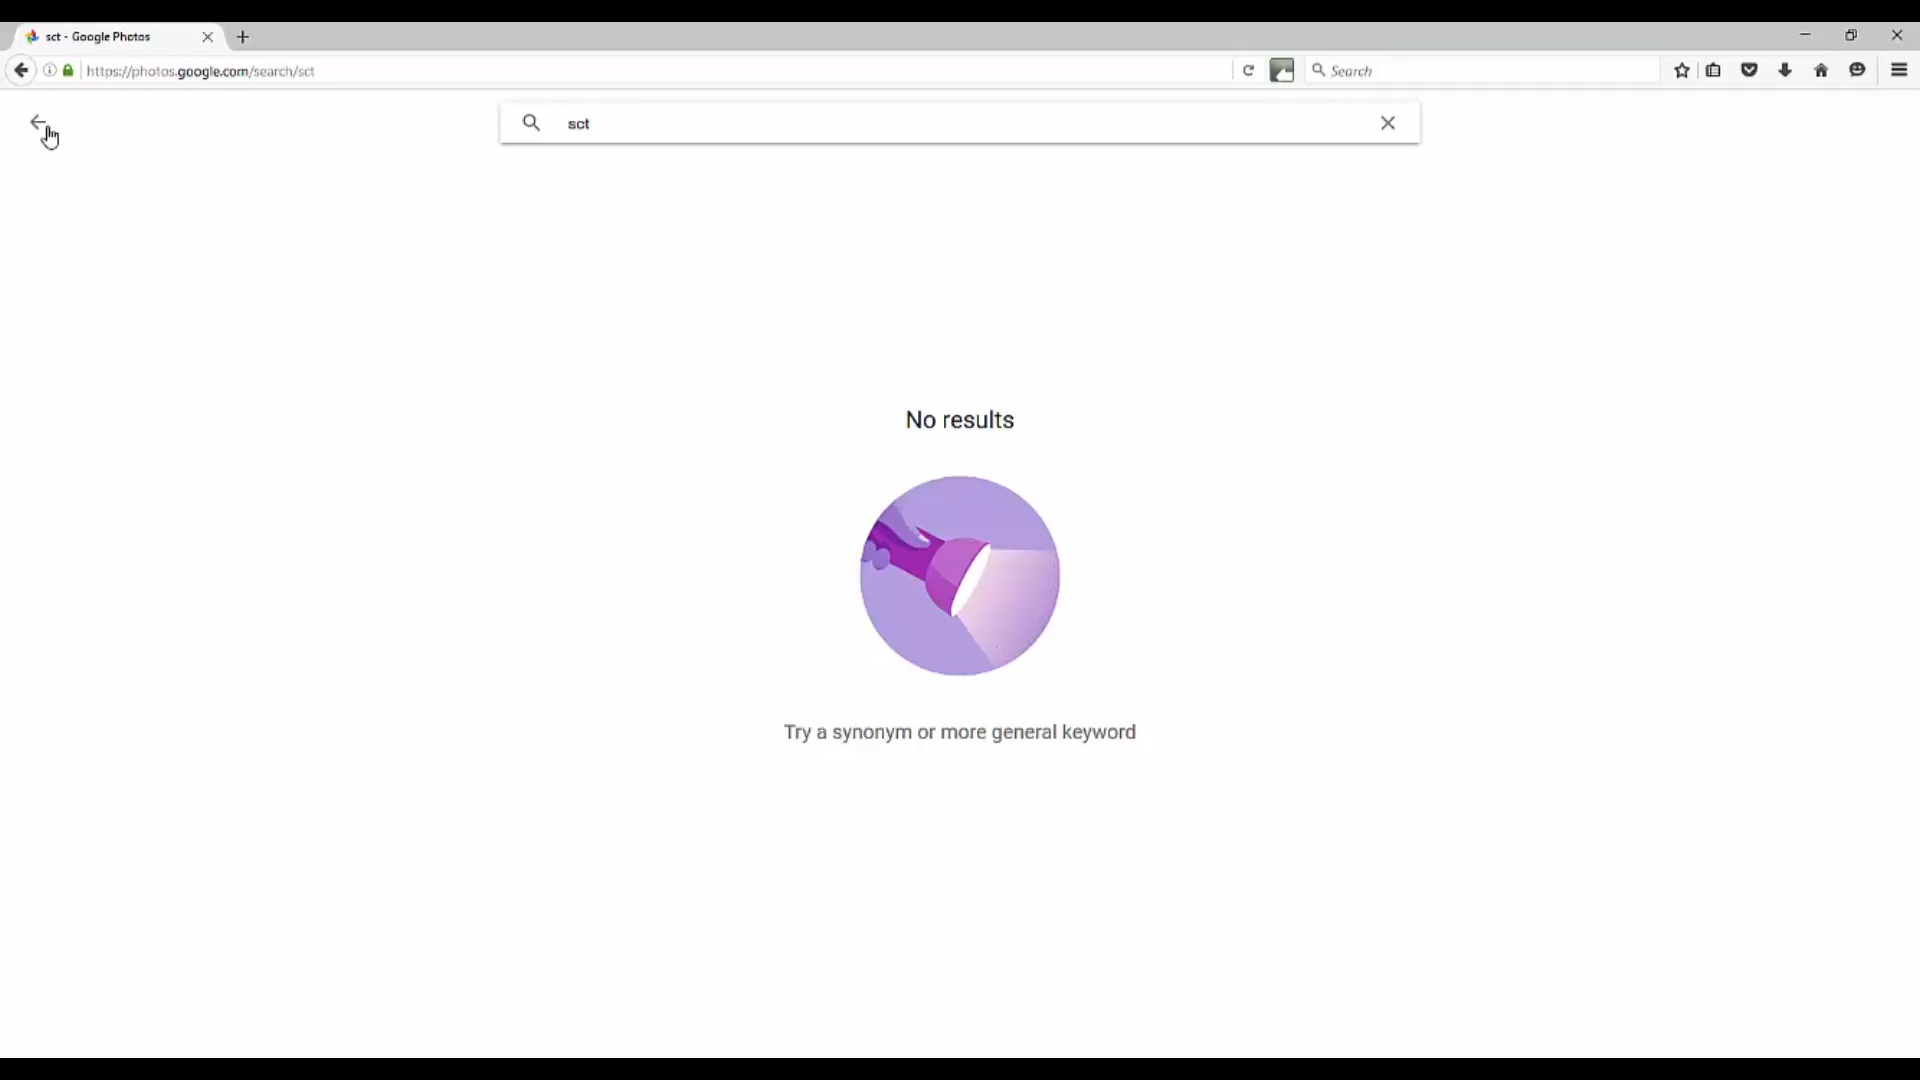 sct - Google Photos
https://photos.google.com/search/sct
Search
sct
No results
Try a synonym or more general keyword